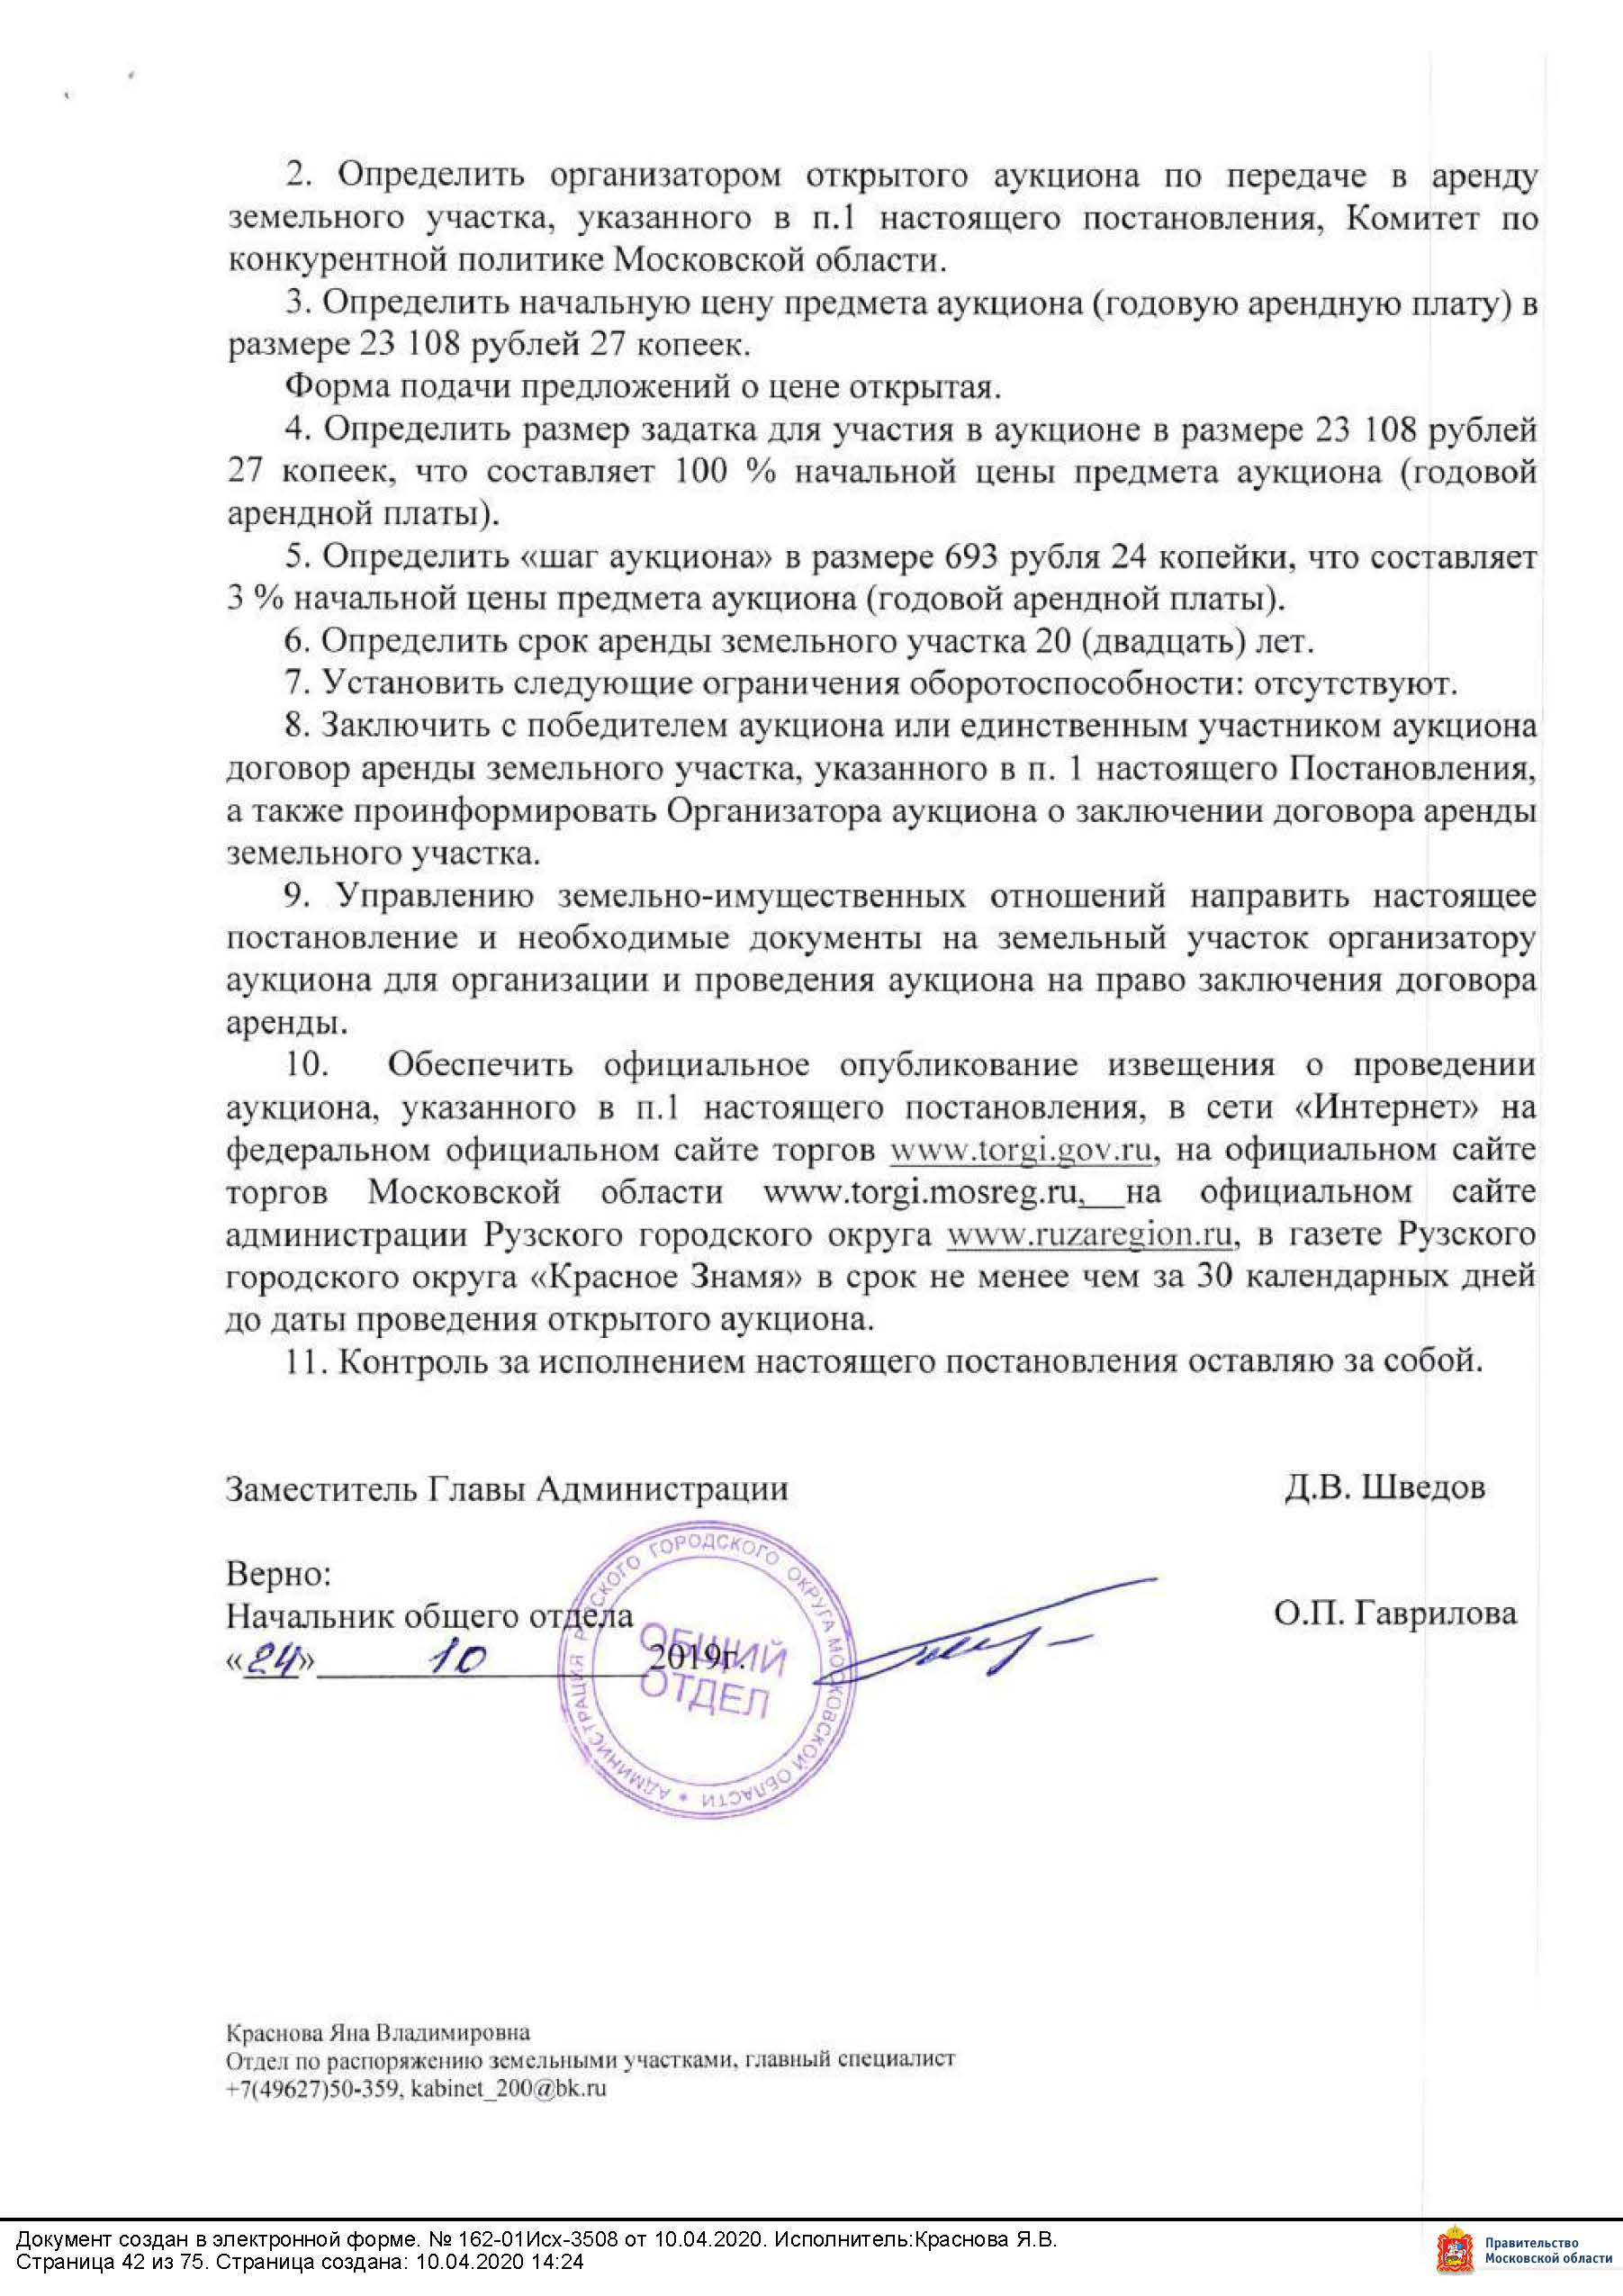 2. Определить организатором открытого аукциона по передаче в аренду
земельного участка, указанного в п.1 настоящего постановления, Комитет по
конкурентной политике Московской области.
3. Определить начальную цену предмета аукциона (годовую арендную плату) в
размере 23 108 рублей 27 копеек.
Форма подачи предложений о цене открытая.
4. Определить размер задатка для участия в аукционе в размере 23 108 рублей
27 копеек, что составляет 100 % начальной цены предмета аукциона (годовой
арендной платы).
5. Определить «шаг аукциона» в размере 693 рубля 24 копейки, что составляет
3 % начальной цены предмета аукциона (годовой арендной платы).
6. Определить срок аренды земельного участка 20 (двадцать) лет.
7. Установить следующие ограничения оборотоспособности: отсутствуют.
8. Заключить с победителем аукциона или единственным участником аукциона
договор аренды земельного участка, указанного в п. 1 настоящего Постановления,
а также проинформировать Организатора аукциона о заключении договора аренды
земельного участка.
9. Управлению земельно-имущественных отношений направить настоящее
постановление и необходимые документы на земельный участок организатору
аукциона для организации и проведения аукциона на право заключения договора
аренды.
10. Обеспечить официальное опубликование извещения о проведении
аукциона, указанного в п.1 настоящего постановления, в сети «Интернет» на
федеральном официальном сайте торгов www.torgi.gov.ru, на официальном сайте
торгов Московской области www.torgi.mosreg.ru, на официальном сайте
администрации Рузского городского округа www.ruzaregion.ru, в газете Рузского
городского округа «Красное Знамя» в срок не менее чем за 30 календарных дней
до даты проведения открытого аукциона.
11. Контроль за исполнением настоящего постановления оставляю за собой.
Заместитель Главы Администрации Д.В. Шведов
Верно:
Начальник общего отдела О.П. Гаврилова
«24» 10 2019г.
АДМИНИСТРАЦИЯ РУЗСКОГО ГОРОДСКОГО ОКРУГА МОСКОВСКОЙ ОБЛАСТИ
ОБЩИЙ
ОТДЕЛ
Краснова Яна Владимировна
Отдел по распоряжению земельными участками, главный специалист
+7(49627)50-359, kabinet_200@bk.ru
Документ создан в электронной форме. № 162-01Исх-3508 от 10.04.2020. Исполнитель:Краснова Я.В.
Страница 42 из 75. Страница создана: 10.04.2020 14:24
Правительство
Московской области